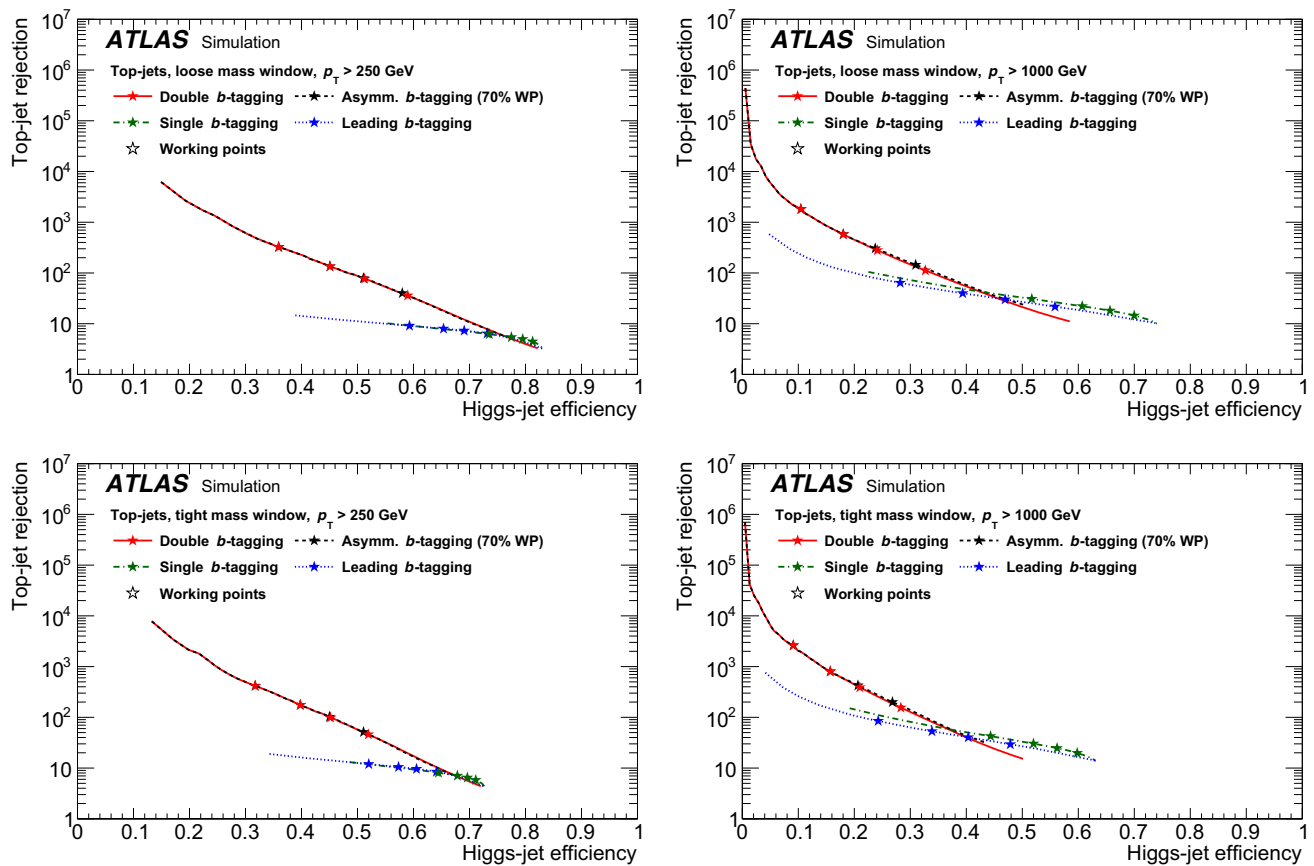 ATLAS Simulation
Top-jets, loose mass window, p_T > 250 GeV
Double b-tagging
Asymm. b-tagging (70% WP)
Single b-tagging
Leading b-tagging
Working points
Top-jet rejection
10^7
10^6
10^5
10^4
10^3
10^2
10
1
0 0.1 0.2 0.3 0.4 0.5 0.6 0.7 0.8 0.9 1
Higgs-jet efficiency
ATLAS Simulation
Top-jets, loose mass window, p_T > 1000 GeV
Double b-tagging
Asymm. b-tagging (70% WP)
Single b-tagging
Leading b-tagging
Working points
Top-jet rejection
10^7
10^6
10^5
10^4
10^3
10^2
10
1
0 0.1 0.2 0.3 0.4 0.5 0.6 0.7 0.8 0.9 1
Higgs-jet efficiency
ATLAS Simulation
Top-jets, tight mass window, p_T > 250 GeV
Double b-tagging
Asymm. b-tagging (70% WP)
Single b-tagging
Leading b-tagging
Working points
Top-jet rejection
10^7
10^6
10^5
10^4
10^3
10^2
10
1
0 0.1 0.2 0.3 0.4 0.5 0.6 0.7 0.8 0.9 1
Higgs-jet efficiency
ATLAS Simulation
Top-jets, tight mass window, p_T > 1000 GeV
Double b-tagging
Asymm. b-tagging (70% WP)
Single b-tagging
Leading b-tagging
Working points
Top-jet rejection
10^7
10^6
10^5
10^4
10^3
10^2
10
1
0 0.1 0.2 0.3 0.4 0.5 0.6 0.7 0.8 0.9 1
Higgs-jet efficiency